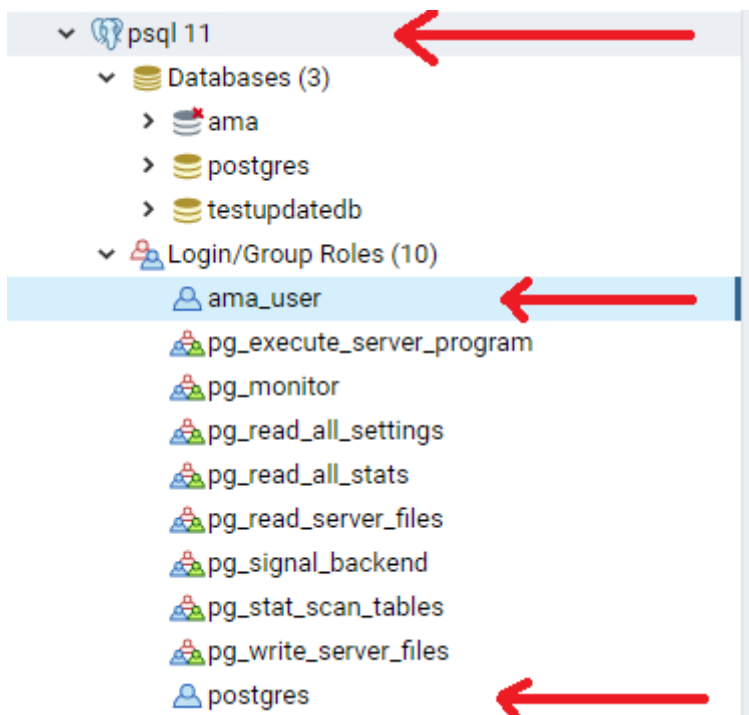 psql 11
Databases (3)
ama
postgres
testupdatedb
Login/Group Roles (10)
ama_user
pg_execute_server_program
pg_monitor
pg_read_all_settings
pg_read_all_stats
pg_read_server_files
pg_signal_backend
pg_stat_scan_tables
pg_write_server_files
postgres